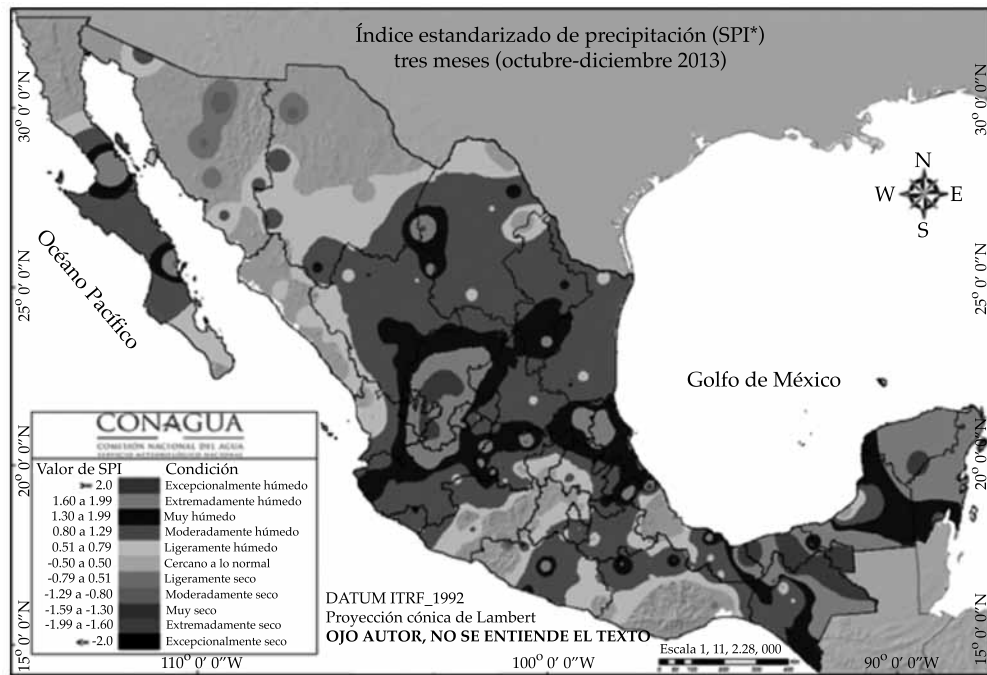 Índice estandarizado de precipitación (SPI*)
tres meses (octubre-diciembre 2013)
30° 0′ 0″N
30° 0′ 0″N
N
W
E
S
Océano Pacífico
25° 0′ 0″N
25° 0′ 0″N
Golfo de México
CONAGUA
COMISIÓN NACIONAL DEL AGUA
SERVICIO METEOROLÓGICO NACIONAL
20° 0′ 0″N
20° 0′ 0″N
Valor de SPI Condición
2.0 Excepcionalmente húmedo
1.60 a 1.99 Extremadamente húmedo
1.30 a 1.99 Muy húmedo
0.80 a 1.29 Moderadamente húmedo
0.51 a 0.79 Ligeramente húmedo
-0.50 a 0.50 Cercano a lo normal
-0.79 a 0.51 Ligeramente seco
-1.29 a -0.80 Moderadamente seco
-1.59 a -1.30 Muy seco
-1.99 a -1.60 Extremadamente seco
-2.0 Excepcionalmente seco
DATUM ITRF_1992
Proyección cónica de Lambert
OJO AUTOR, NO SE ENTIENDE EL TEXTO
Escala 1, 11, 2.28, 000
15° 0′ 0″N
15° 0′ 0″N
110° 0′ 0″W
100° 0′ 0″W
90° 0′ 0″W